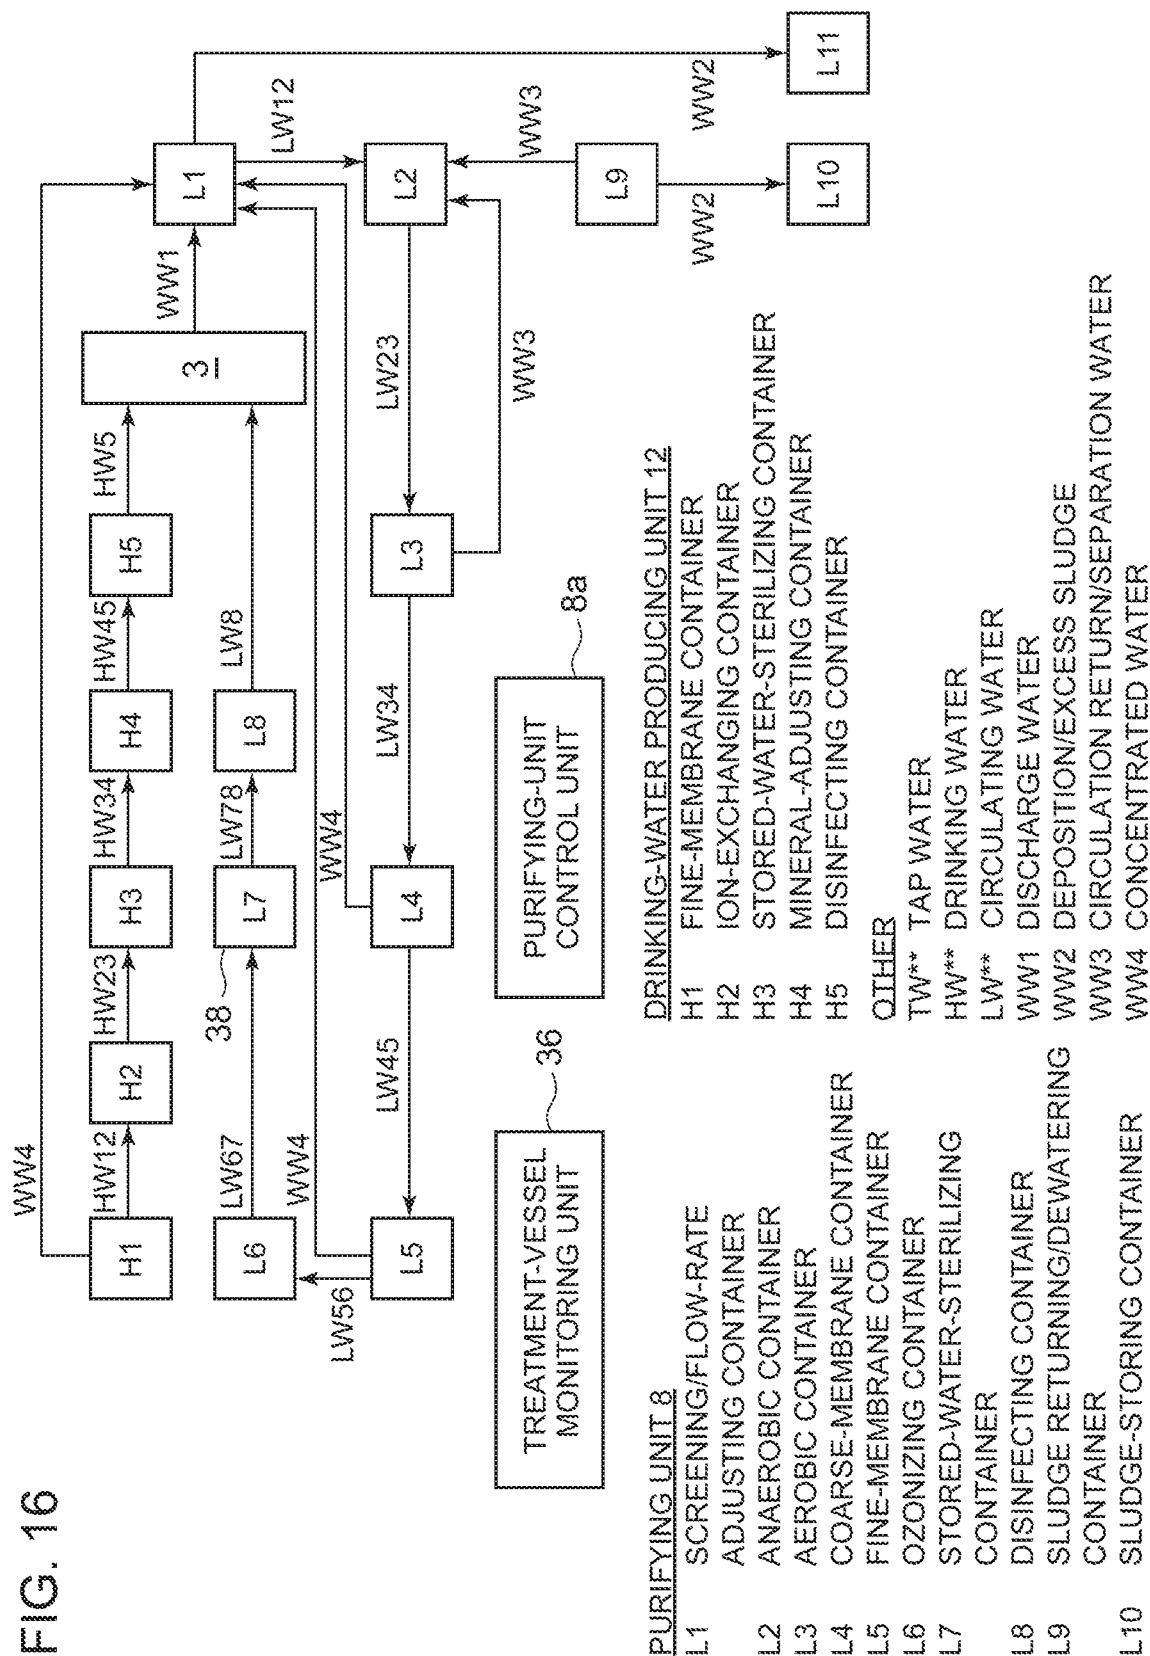 FIG. 16
WW4
H1
HW12
H2
HW23
H3
HW34
H4
HW45
H5
HW5
3
WW1
L1
LW12
L6
LW67
38
L7
LW78
L8
LW8
LW56
WW4
WW4
L5
LW45
L4
LW34
L3
LW23
L2
WW3
WW3
L9
WW2
WW2
L10
L11
TREATMENT-VESSEL
MONITORING UNIT
36
PURIFYING-UNIT
CONTROL UNIT
8a
PURIFYING UNIT 8
L1 SCREENING/FLOW-RATE
ADJUSTING CONTAINER
L2 ANAEROBIC CONTAINER
L3 AEROBIC CONTAINER
L4 COARSE-MEMBRANE CONTAINER
L5 FINE-MEMBRANE CONTAINER
L6 OZONIZING CONTAINER
L7 STORED-WATER-STERILIZING
CONTAINER
L8 DISINFECTING CONTAINER
L9 SLUDGE RETURNING/DEWATERING
CONTAINER
L10 SLUDGE-STORING CONTAINER
DRINKING-WATER PRODUCING UNIT 12
H1 FINE-MEMBRANE CONTAINER
H2 ION-EXCHANGING CONTAINER
H3 STORED-WATER-STERILIZING CONTAINER
H4 MINERAL-ADJUSTING CONTAINER
H5 DISINFECTING CONTAINER
OTHER
TW** TAP WATER
HW** DRINKING WATER
LW** CIRCULATING WATER
WW1 DISCHARGE WATER
WW2 DEPOSITION/EXCESS SLUDGE
WW3 CIRCULATION RETURN/SEPARATION WATER
WW4 CONCENTRATED WATER